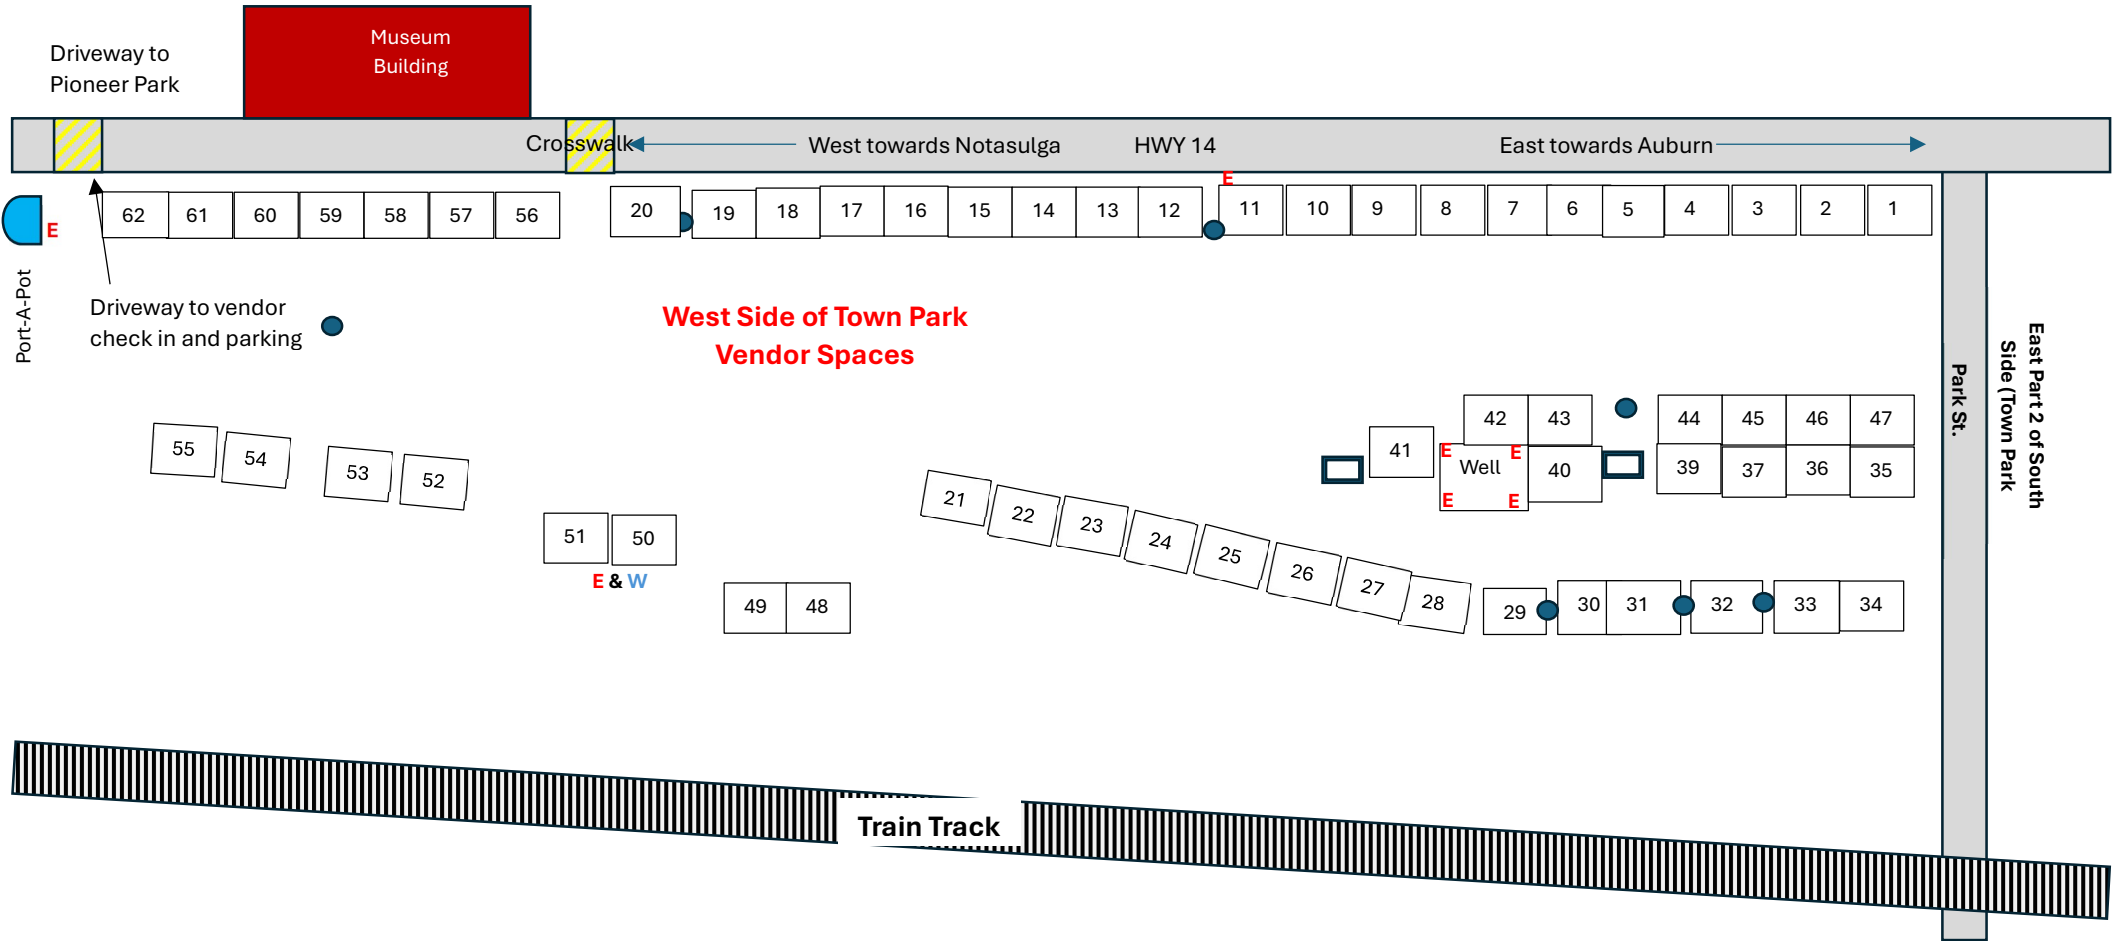 Museum
Building
Driveway to
Pioneer Park
Crosswalk
West towards Notasulga
HWY 14
East towards Auburn
E
62 61 60 59 58 57 56 20 19 18 17 16 15 14 13 12 11 10 9 8 7 6 5 4 3 2 1
E
Port-A-Pot
Driveway to vendor
check in and parking
West Side of Town Park
Vendor Spaces
East Part 2 of South
Side (Town Park
Park St.
42 43 44 45 46 47
41
E E
Well
E E
40 39 37 36 35
55 54 53 52
51 50
E & W
49 48
21 22 23 24 25 26 27 28 29 30 31 32 33 34
Train Track